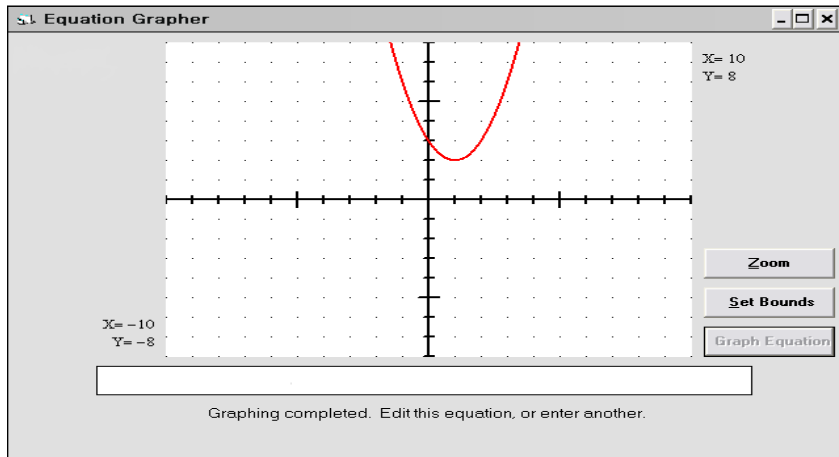 Equation Grapher
X= 10
Y= 8
Zoom
Set Bounds
X= -10
Y= -8
Graph Equation
Graphing completed. Edit this equation, or enter another.